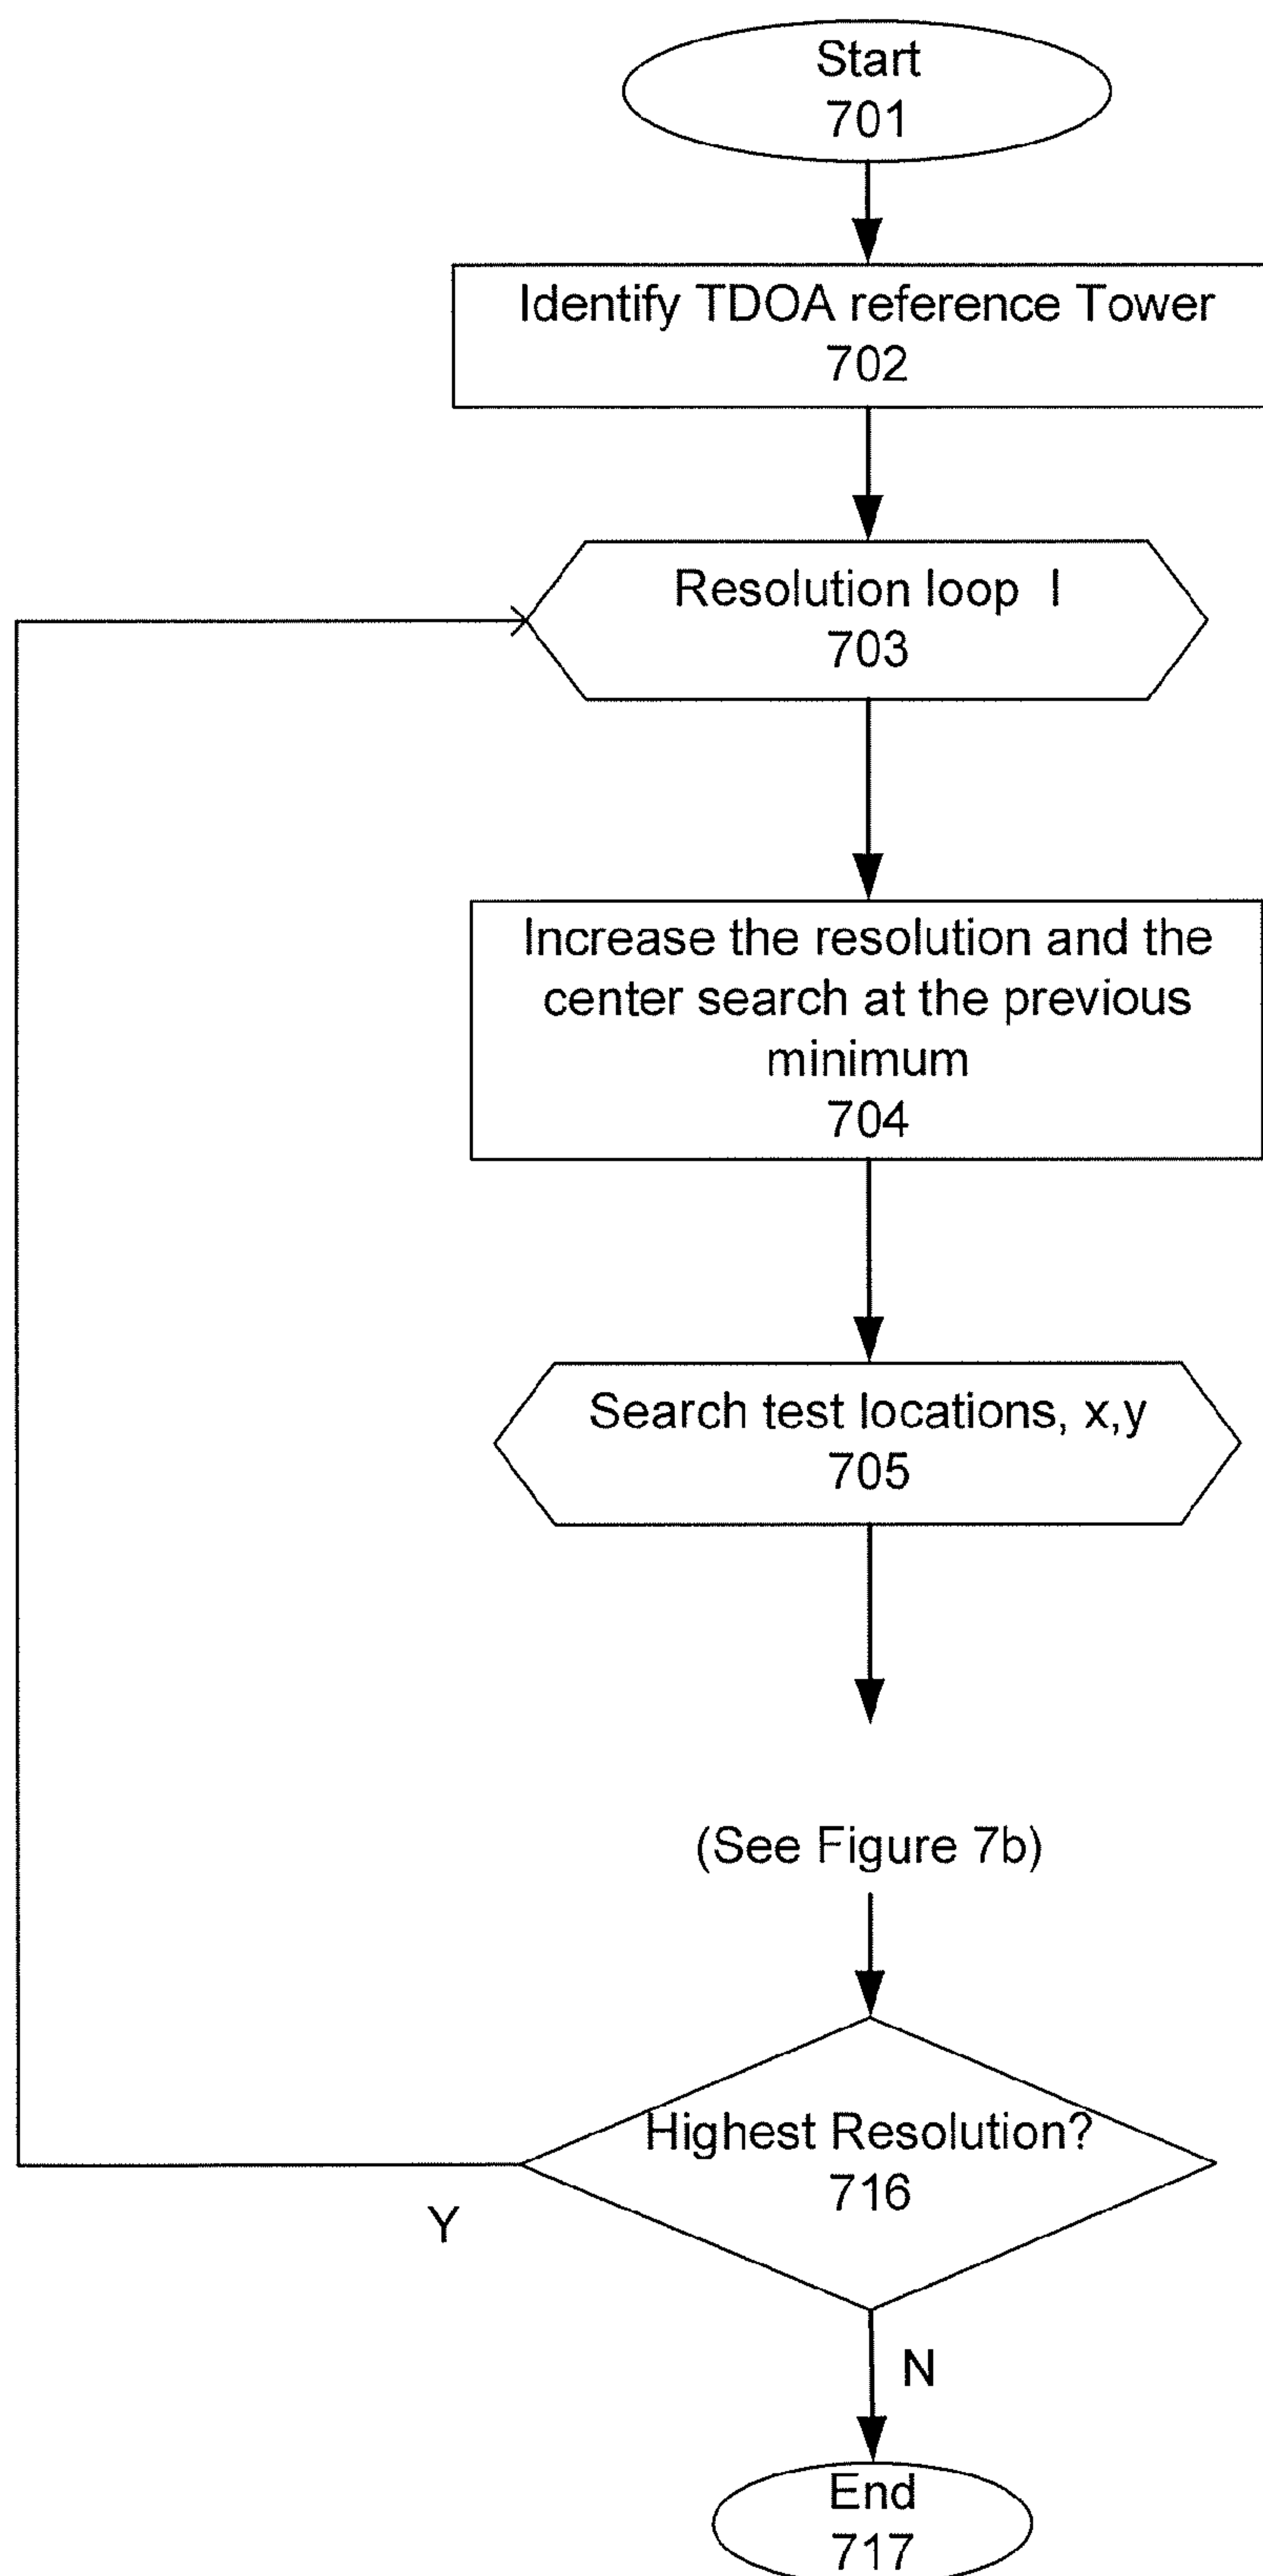 Start
701
Identify TDOA reference Tower
702
Resolution loop I
703
Increase the resolution and the
center search at the previous
minimum
704
Search test locations, x,y
705
(See Figure 7b)
Highest Resolution?
716
Y
N
End
717